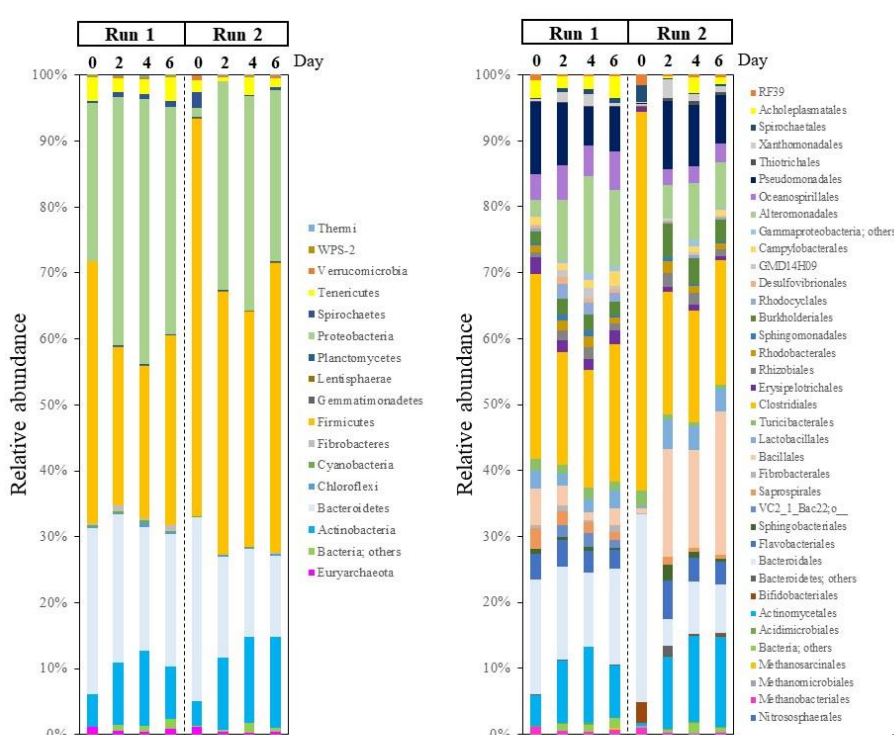 Run 1 Run 2
0 2 4 6 0 2 4 6 Day
100%
90%
80%
70%
60%
50%
40%
30%
20%
10%
0%
Relative abundance
Thermi
WPS-2
Verrucomicrobia
Tenericutes
Spirochaetes
Proteobacteria
Planctomycetes
Lentisphaerae
Gemmatimonadetes
Firmicutes
Fibrobacteres
Cyanobacteria
Chloroflexi
Bacteroidetes
Actinobacteria
Bacteria; others
Euryarchaeota
Run 1 Run 2
0 2 4 6 0 2 4 6 Day
100%
90%
80%
70%
60%
50%
40%
30%
20%
10%
0%
Relative abundance
RF39
Acholeplasmatales
Spirochaetales
Xanthomonadales
Thiotrichales
Pseudomonadales
Oceanospirillales
Alteromonadales
Gammaproteobacteria; others
Campylobacterales
GMD14H09
Desulfovibrionales
Rhodocyclales
Burkholderiales
Sphingomonadales
Rhodobacterales
Rhizobiales
Erysipelotrichales
Clostridiales
Turicibacterales
Lactobacillales
Bacillales
Fibrobacterales
Saprospirales
VC2_1_Bac22;o__
Sphingobacteriales
Flavobacteriales
Bacteroidales
Bacteroidetes; others
Bifidobacteriales
Actinomycetales
Acidimicrobiales
Bacteria; others
Methanosarcinales
Methanomicrobiales
Methanobacteriales
Nitrososphaerales